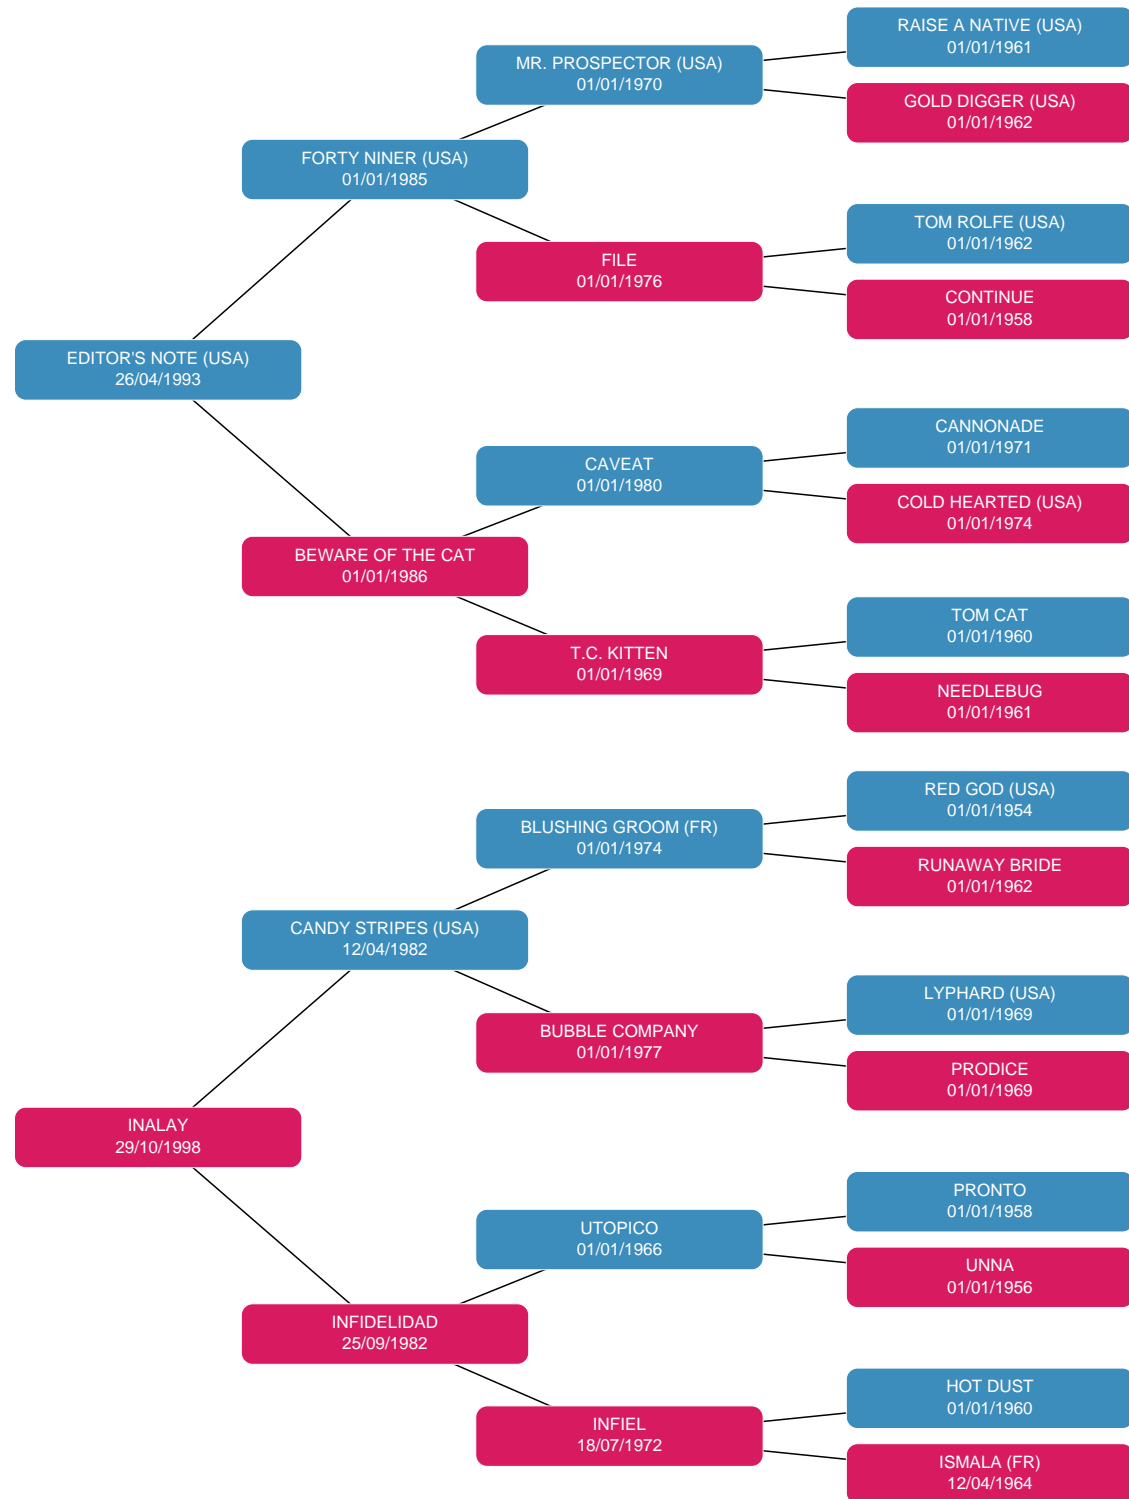 RAISE A NATIVE (USA)
01/01/1961
MR. PROSPECTOR (USA)
01/01/1970
GOLD DIGGER (USA)
01/01/1962
FORTY NINER (USA)
01/01/1985
TOM ROLFE (USA)
01/01/1962
FILE
01/01/1976
CONTINUE
01/01/1958
EDITOR'S NOTE (USA)
26/04/1993
CANNONADE
01/01/1971
CAVEAT
01/01/1980
COLD HEARTED (USA)
01/01/1974
BEWARE OF THE CAT
01/01/1986
TOM CAT
01/01/1960
T.C. KITTEN
01/01/1969
NEEDLEBUG
01/01/1961
RED GOD (USA)
01/01/1954
BLUSHING GROOM (FR)
01/01/1974
RUNAWAY BRIDE
01/01/1962
CANDY STRIPES (USA)
12/04/1982
LYPHARD (USA)
01/01/1969
BUBBLE COMPANY
01/01/1977
PRODICE
01/01/1969
INALAY
29/10/1998
PRONTO
01/01/1958
UTOPICO
01/01/1966
UNNA
01/01/1956
INFIDELIDAD
25/09/1982
HOT DUST
01/01/1960
INFIEL
18/07/1972
ISMALA (FR)
12/04/1964